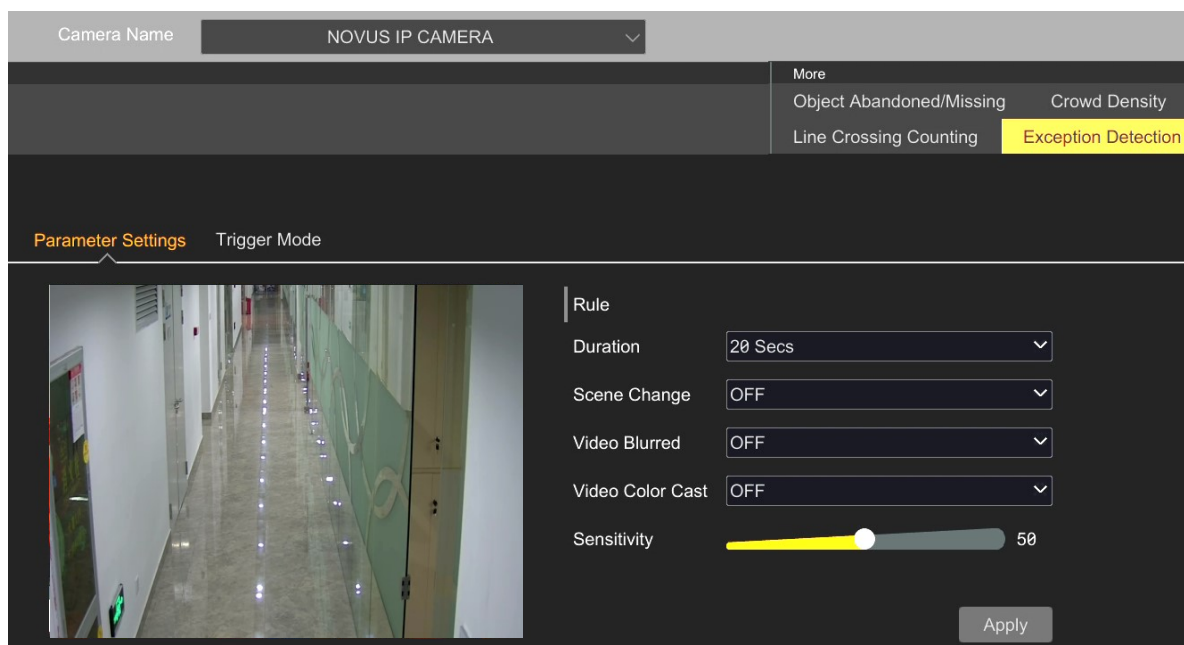 Camera Name NOVUS IP CAMERA
More
Object Abandoned/Missing Crowd Density
Line Crossing Counting Exception Detection
Parameter Settings Trigger Mode
Rule
Duration 20 Secs
Scene Change OFF
Video Blurred OFF
Video Color Cast OFF
Sensitivity 50
Apply